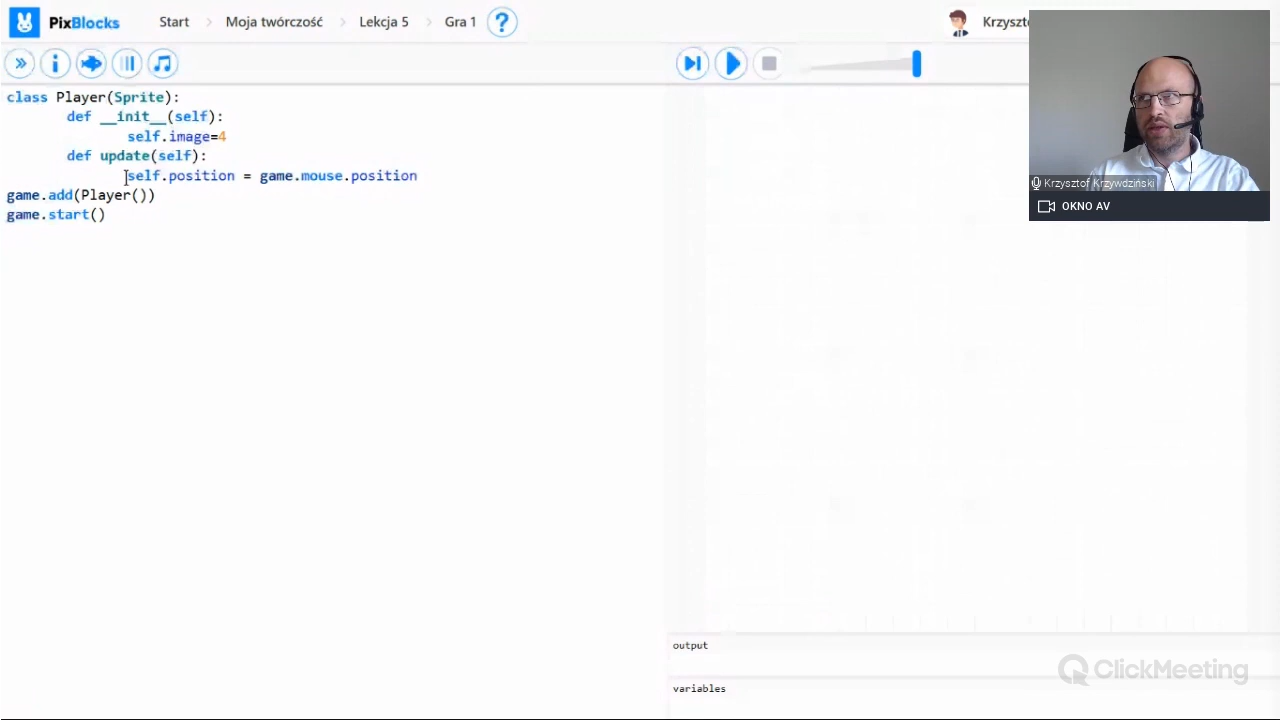 PixBlocks Start Moja twórczość Lekcja 5 Gra 1 ?
class Player(Sprite):
def __init__(self):
self.image=4
def update(self):
self.position = game.mouse.position
game.add(Player())
game.start()
Krzysztof Krzywdziński
OKNO AV
output
ClickMeeting
variables